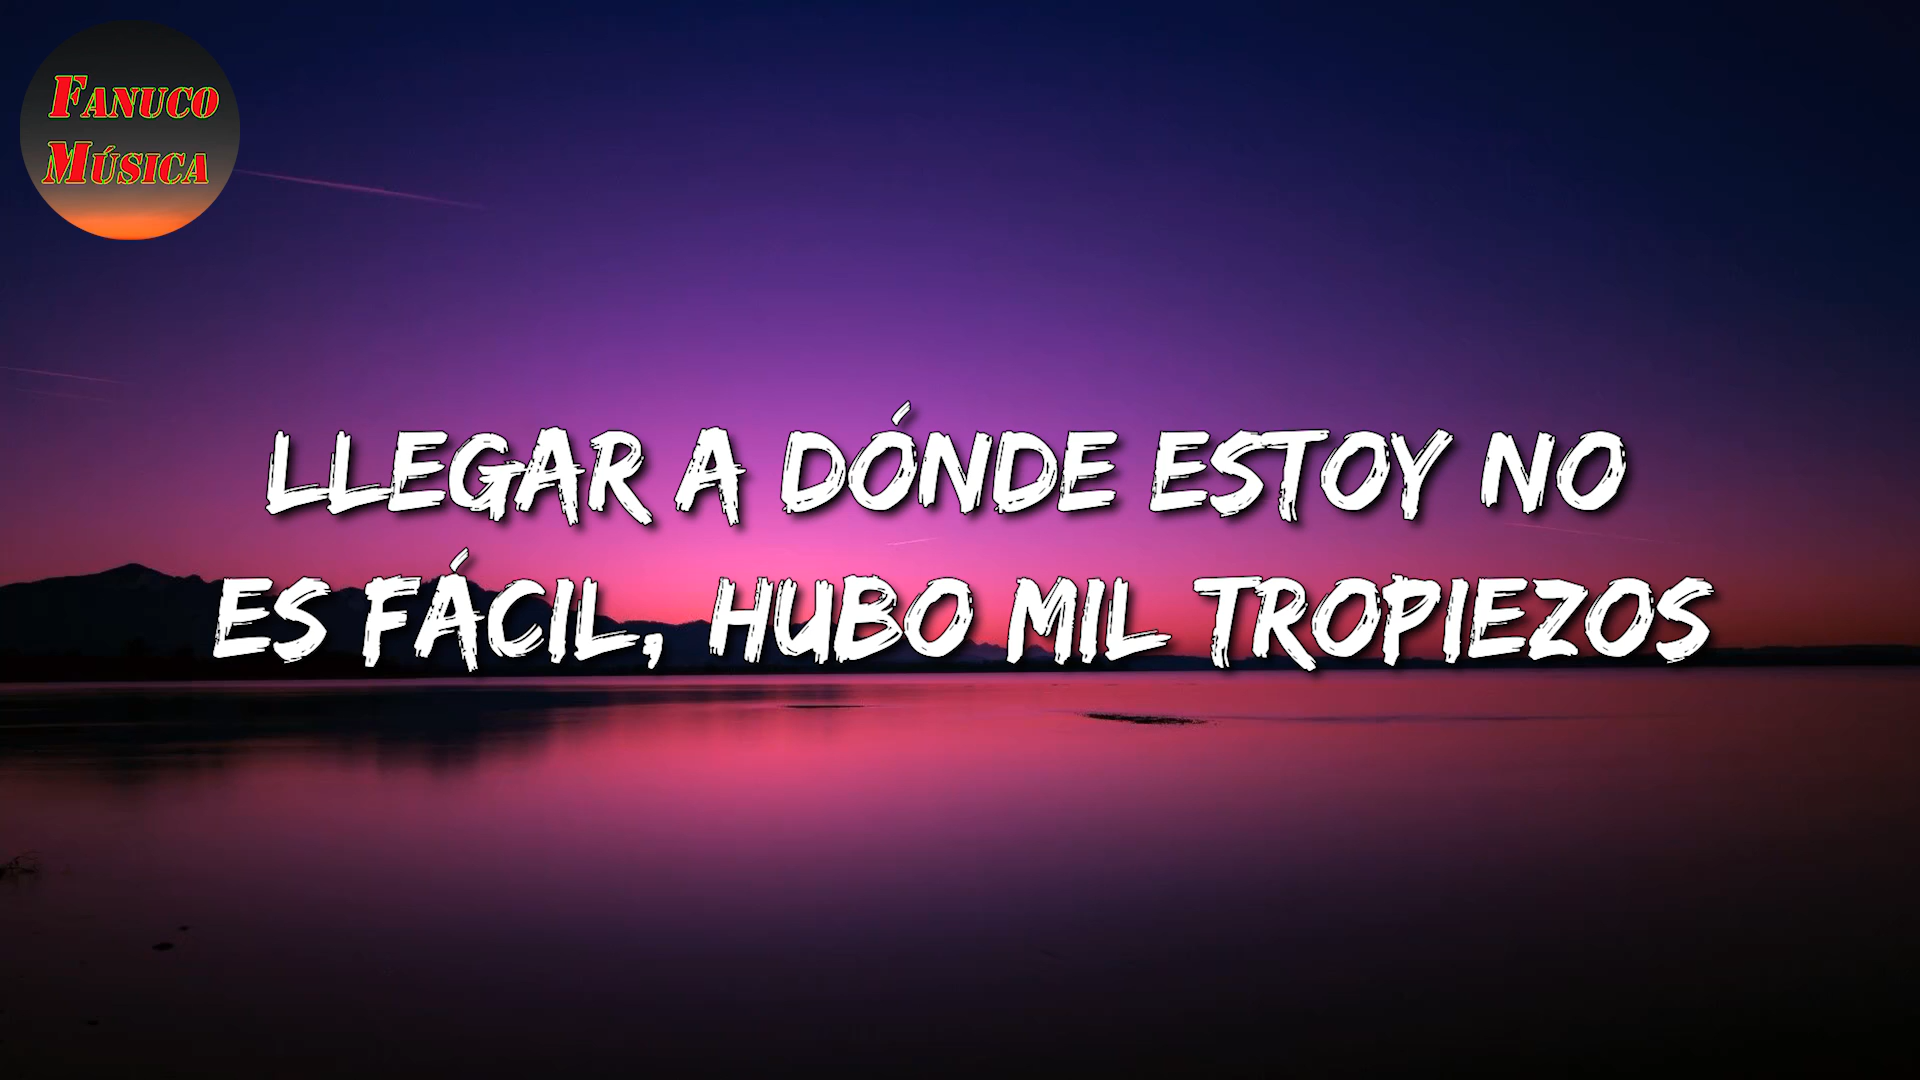 FANUCO
MÚSICA
LLEGAR A DÓNDE ESTOY NO
ES FÁCIL, HUBO MIL TROPIEZOS